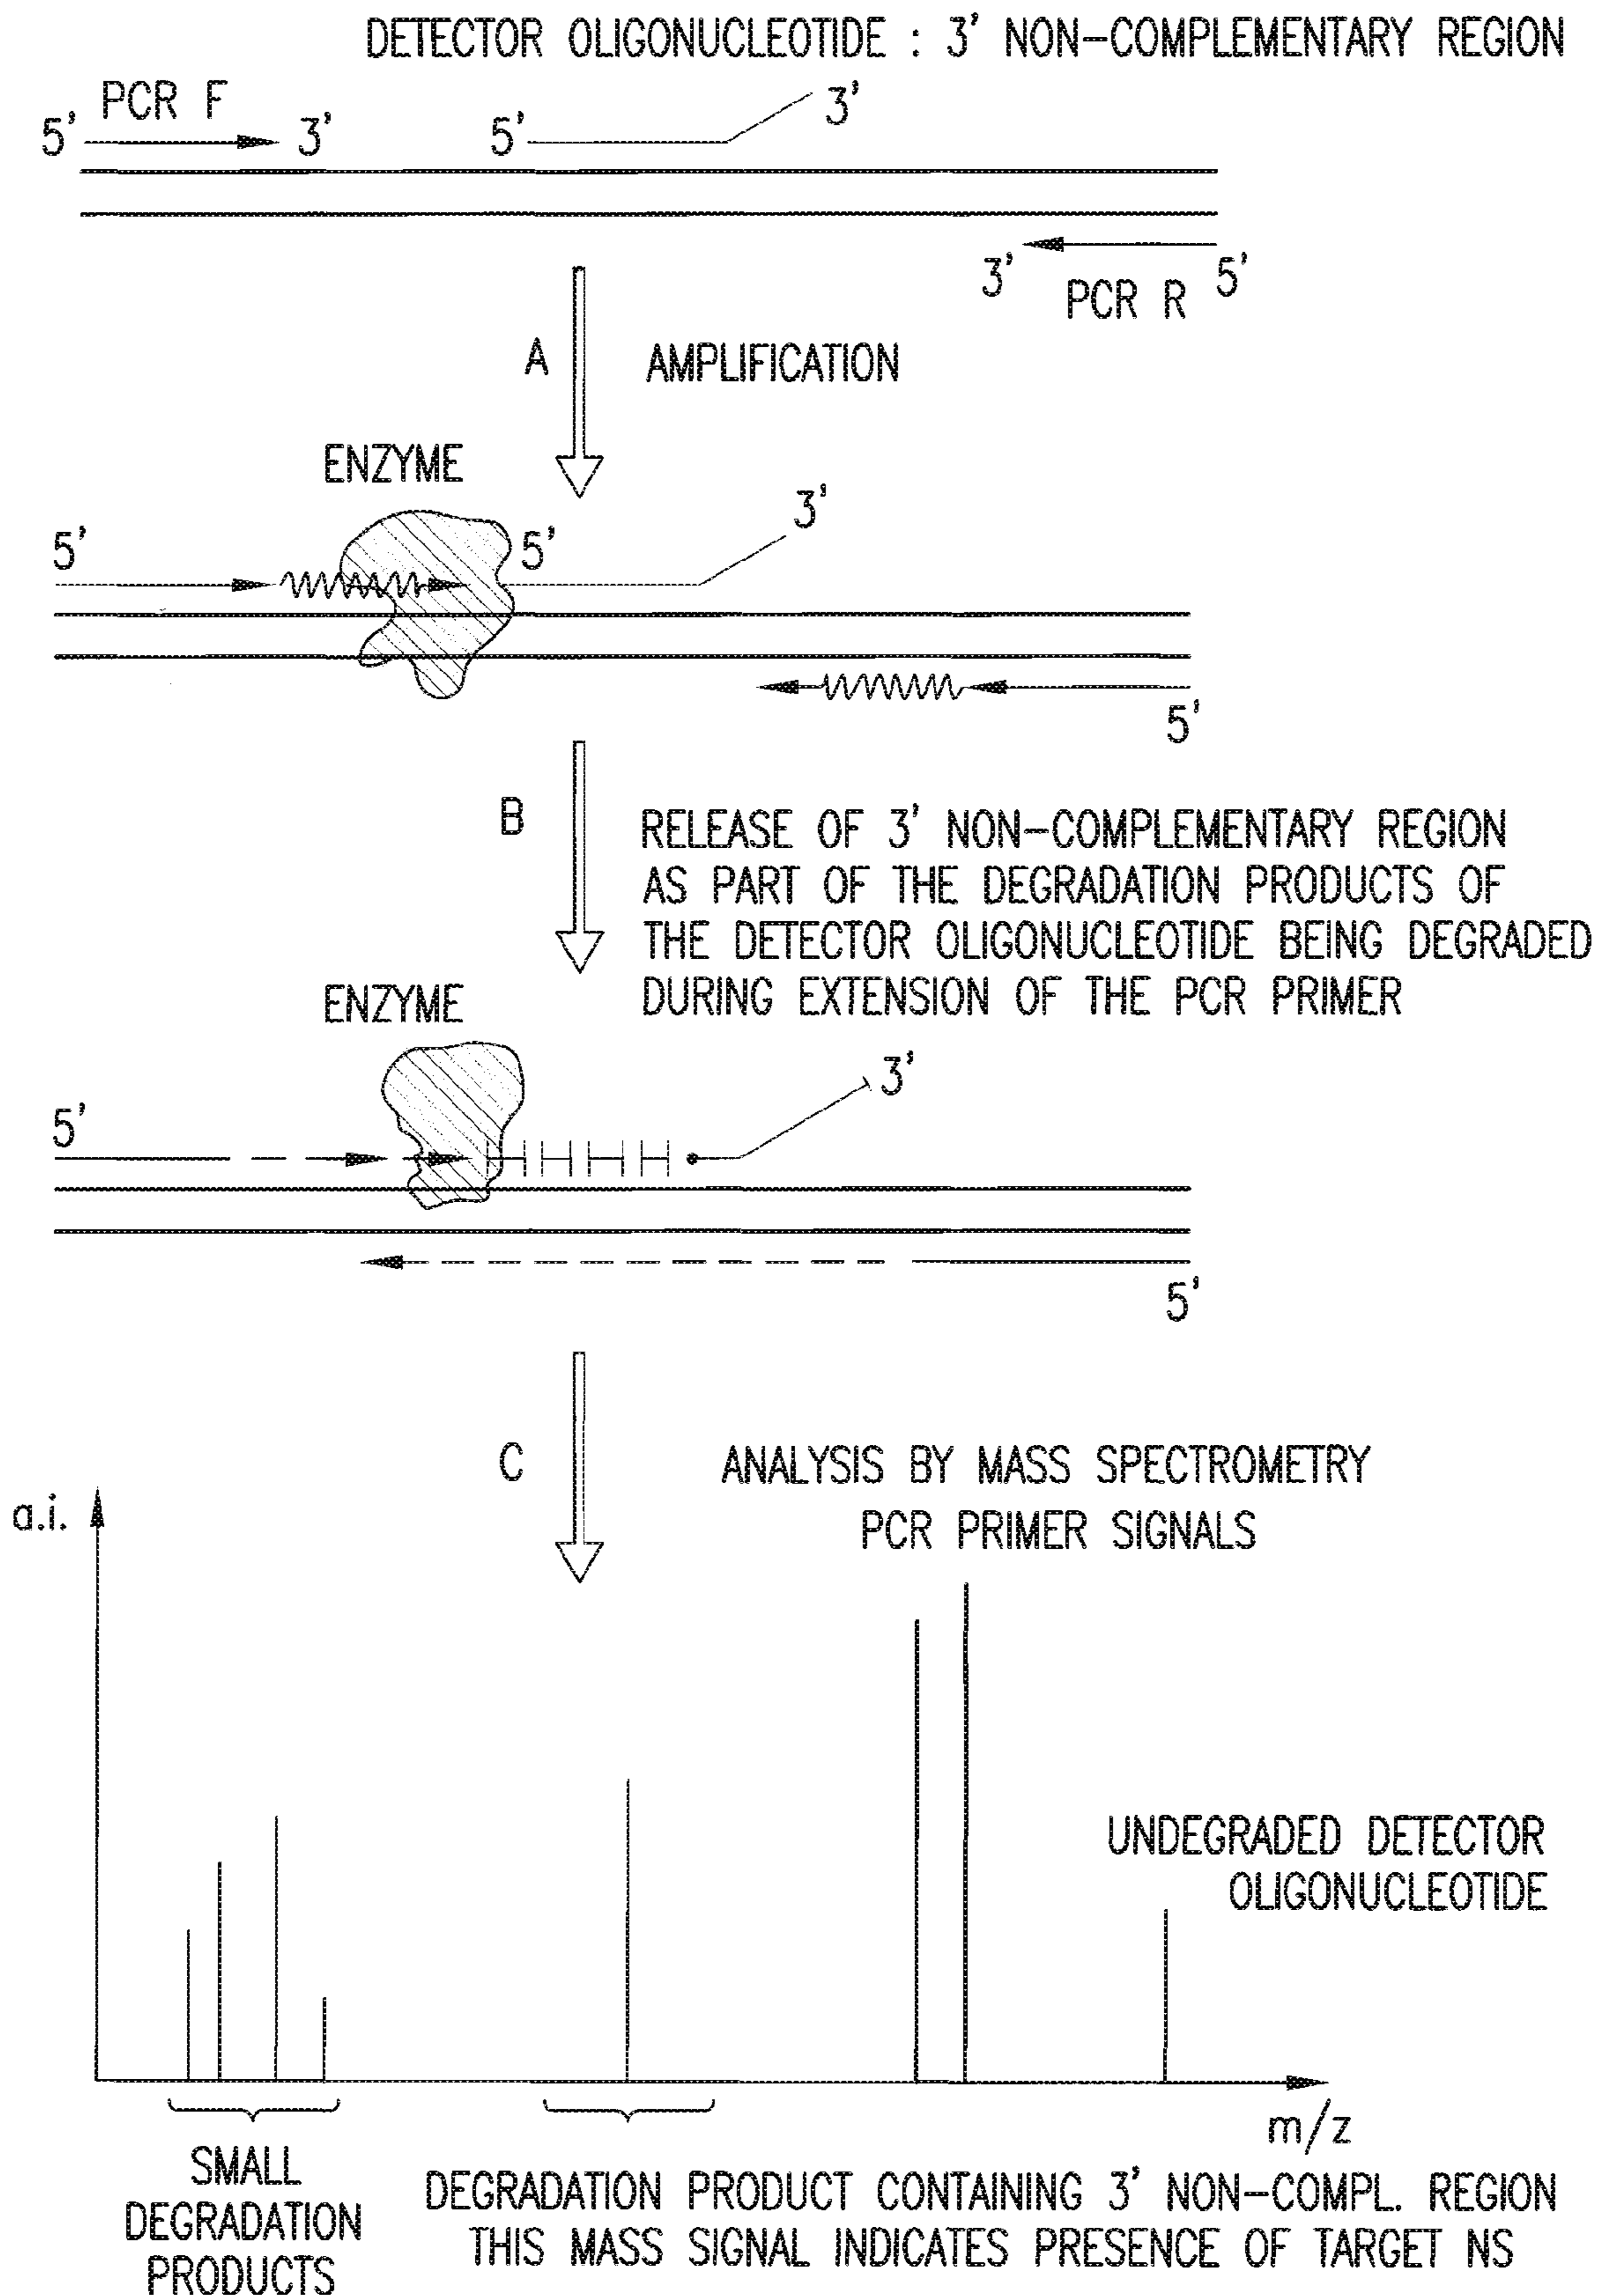 DETECTOR OLIGONUCLEOTIDE : 3' NON-COMPLEMENTARY REGION
PCR F
5' 3' 5' 3'
3' 5'
PCR R
A AMPLIFICATION
ENZYME
3'
5' 5'
5'
B
RELEASE OF 3' NON-COMPLEMENTARY REGION
AS PART OF THE DEGRADATION PRODUCTS OF
THE DETECTOR OLIGONUCLEOTIDE BEING DEGRADED
DURING EXTENSION OF THE PCR PRIMER
ENZYME
3'
5'
5'
C
ANALYSIS BY MASS SPECTROMETRY
PCR PRIMER SIGNALS
a.i.
UNDEGRADED DETECTOR
OLIGONUCLEOTIDE
m/z
SMALL
DEGRADATION
PRODUCTS
DEGRADATION PRODUCT CONTAINING 3' NON-COMPL. REGION
THIS MASS SIGNAL INDICATES PRESENCE OF TARGET NS